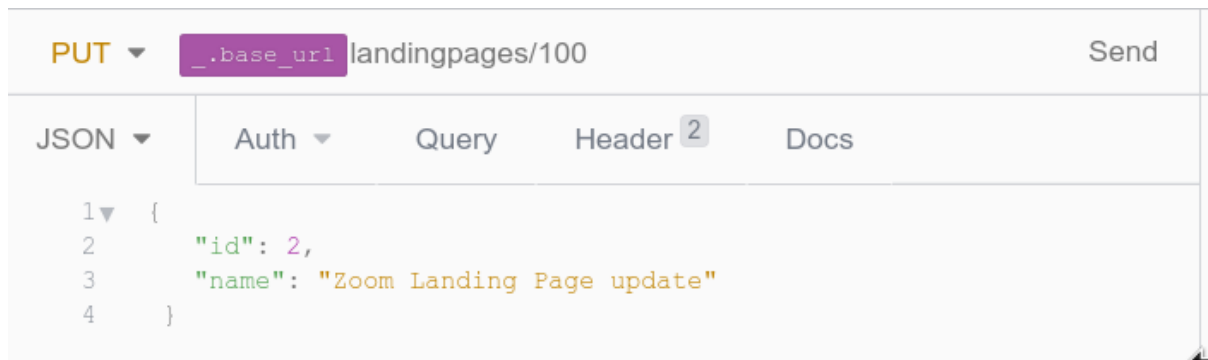 PUT _.base_url landingpages/100 Send
JSON Auth Query Header 2 Docs
1 {
2 "id": 2,
3 "name": "Zoom Landing Page update"
4 }